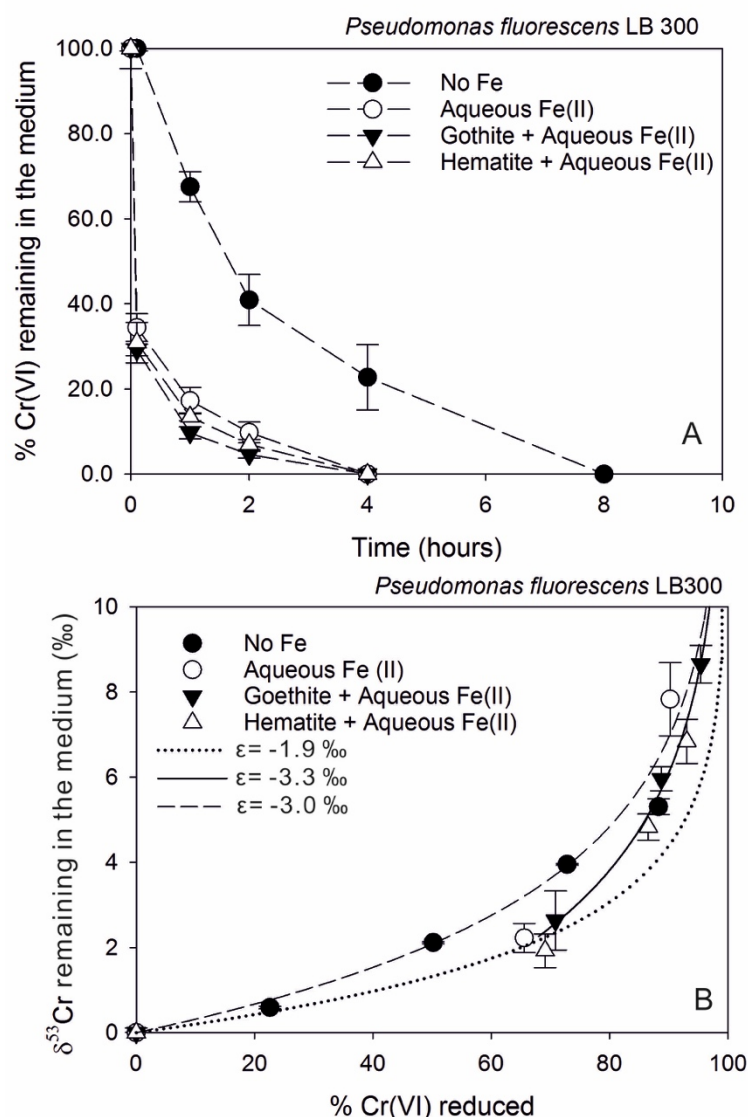 Pseudomonas fluorescens LB 300
100.0
80.0
60.0
40.0
20.0
0.0
% Cr(VI) remaining in the medium
No Fe
Aqueous Fe(II)
Gothite + Aqueous Fe(II)
Hematite + Aqueous Fe(II)
A
0 2 4 6 8 10
Time (hours)
Pseudomonas fluorescens LB300
10
8
6
4
2
0
δ53Cr remaining in the medium (‰)
No Fe
Aqueous Fe (II)
Goethite + Aqueous Fe(II)
Hematite + Aqueous Fe(II)
ε= -1.9 ‰
ε= -3.3 ‰
ε= -3.0 ‰
B
0 20 40 60 80 100
% Cr(VI) reduced